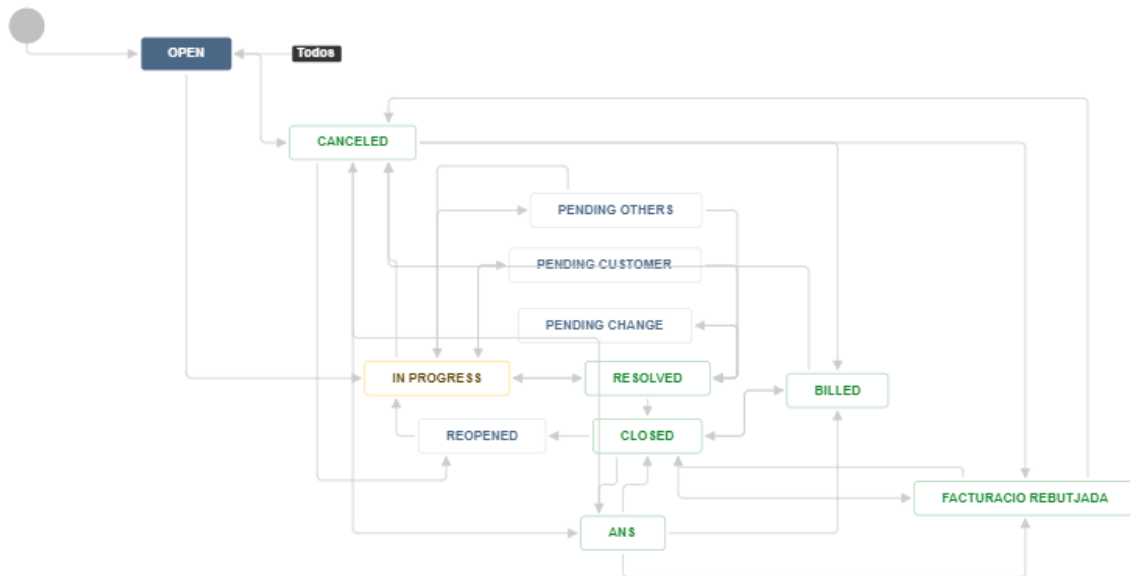 OPEN
Todos
CANCELED
PENDING OTHERS
PENDING CUSTOMER
PENDING CHANGE
IN PROGRESS
RESOLVED
BILLED
REOPENED
CLOSED
FACTURACIO REBUTJADA
ANS